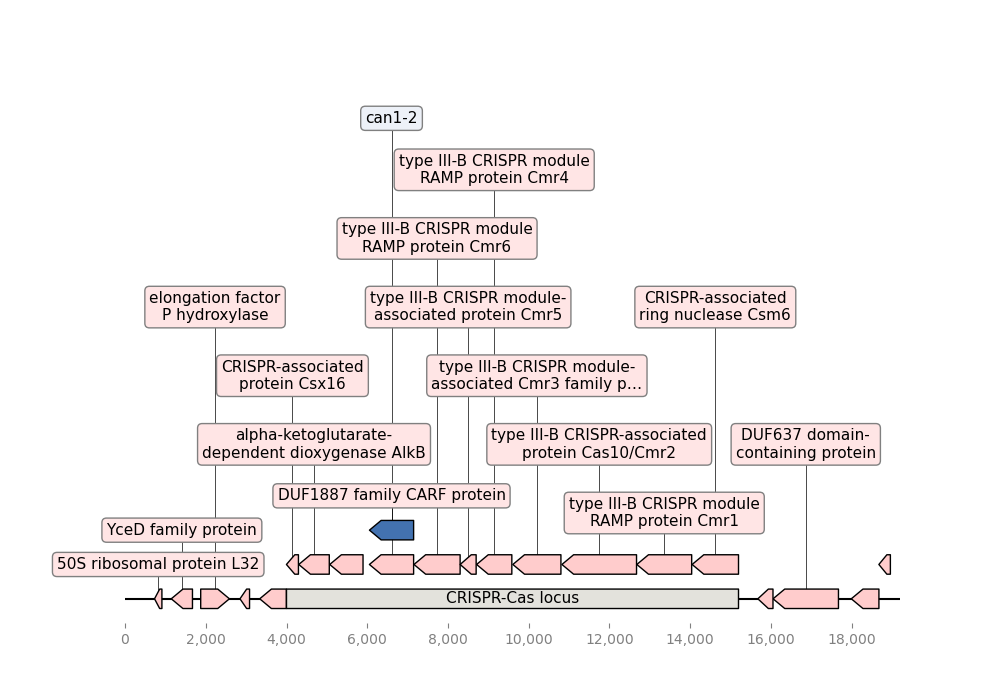 can1-2
type III-B CRISPR module
RAMP protein Cmr4
type III-B CRISPR module
RAMP protein Cmr6
elongation factor
P hydroxylase
type III-B CRISPR module-
associated protein Cmr5
CRISPR-associated
ring nuclease Csm6
CRISPR-associated
protein Csx16
type III-B CRISPR module-
associated Cmr3 family p...
alpha-ketoglutarate-
dependent dioxygenase AlkB
type III-B CRISPR-associated
protein Cas10/Cmr2
DUF637 domain-
containing protein
DUF1887 family CARF protein
type III-B CRISPR module
RAMP protein Cmr1
YceD family protein
50S ribosomal protein L32
CRISPR-Cas locus
0 2,000 4,000 6,000 8,000 10,000 12,000 14,000 16,000 18,000